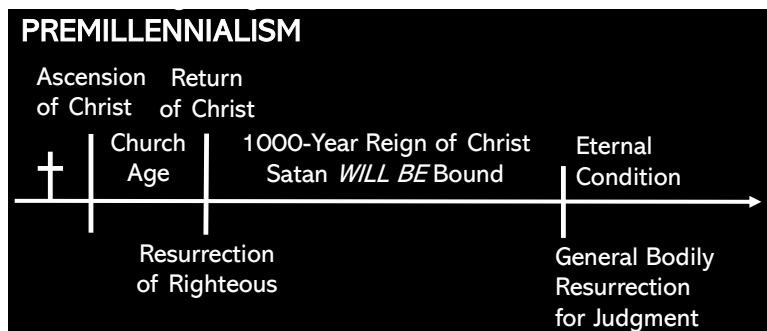 PREMILLENNIALISM
Ascension
of Christ
Return
of Christ
Church
Age
1000-Year Reign of Christ
Satan WILL BE Bound
Eternal
Condition
Resurrection
of Righteous
General Bodily
Resurrection
for Judgment